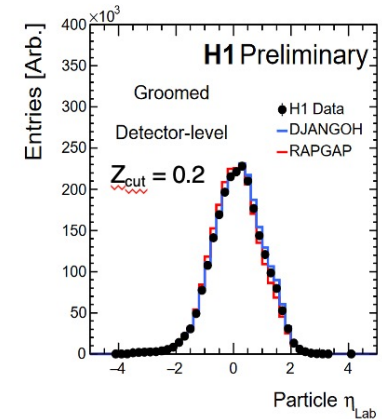 ×10³
400
350
300
250
200
150
100
50
0
Entries [Arb.]
H1 Preliminary
Groomed
Detector-level
Zcut = 0.2
H1 Data
DJANGOH
RAPGAP
−4 −2 0 2 4
Particle ηLab